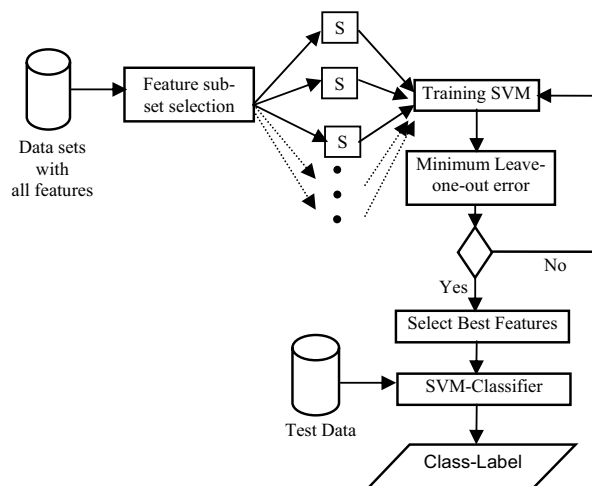 S
Feature sub-
set selection
S
Training SVM
S
Data sets
with
all features
Minimum Leave-
one-out error
No
Yes
Select Best Features
SVM-Classifier
Test Data
Class-Label